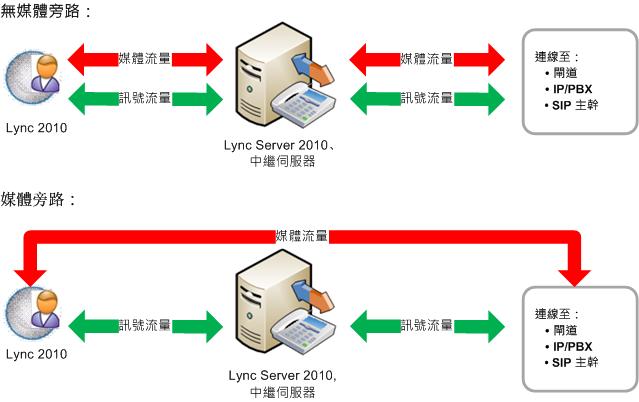 無媒體旁路：
媒體流量
媒體流量
訊號流量
訊號流量
連線至：
• 閘道
• IP/PBX
• SIP 主幹
Lync 2010
Lync Server 2010、
中繼伺服器
媒體旁路：
媒體流量
訊號流量
訊號流量
連線至：
• 閘道
• IP/PBX
• SIP 主幹
Lync 2010
Lync Server 2010,
中繼伺服器